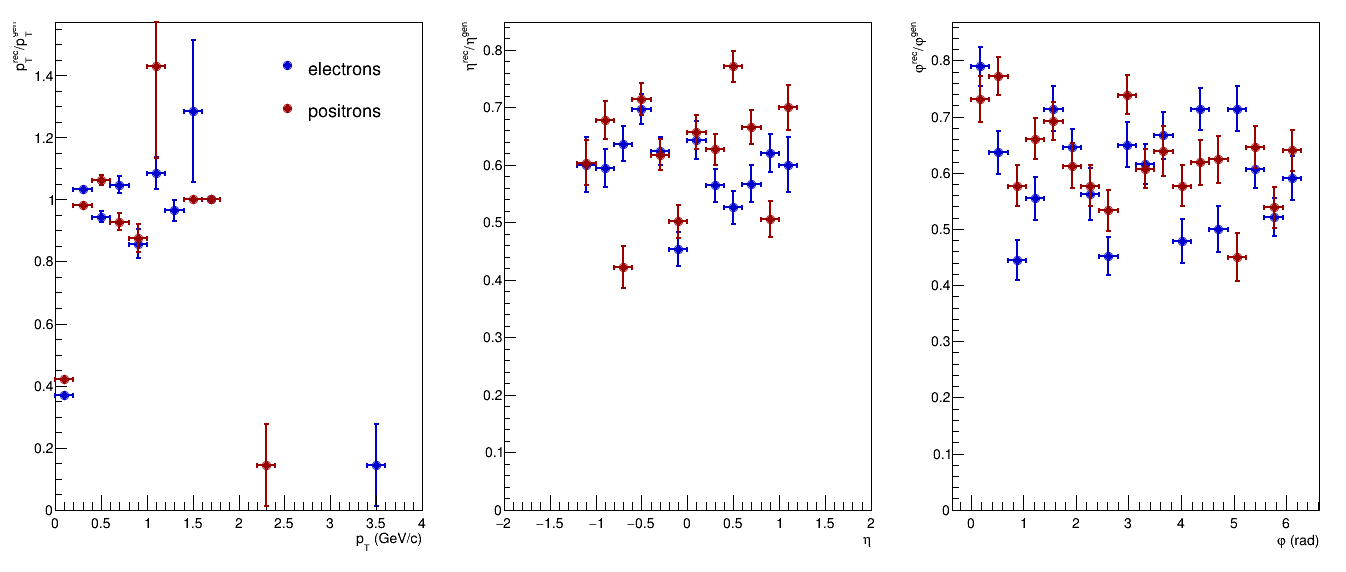 p_T^rec/p_T^gen
1.4
1.2
1
0.8
0.6
0.4
0.2
0
0 0.5 1 1.5 2 2.5 3 3.5 4
p_T (GeV/c)
electrons
positrons
η^rec/η^gen
0.8
0.7
0.6
0.5
0.4
0.3
0.2
0.1
0
−2 −1.5 −1 −0.5 0 0.5 1 1.5 2
η
φ^rec/φ^gen
0.8
0.7
0.6
0.5
0.4
0.3
0.2
0.1
0
0 1 2 3 4 5 6
φ (rad)